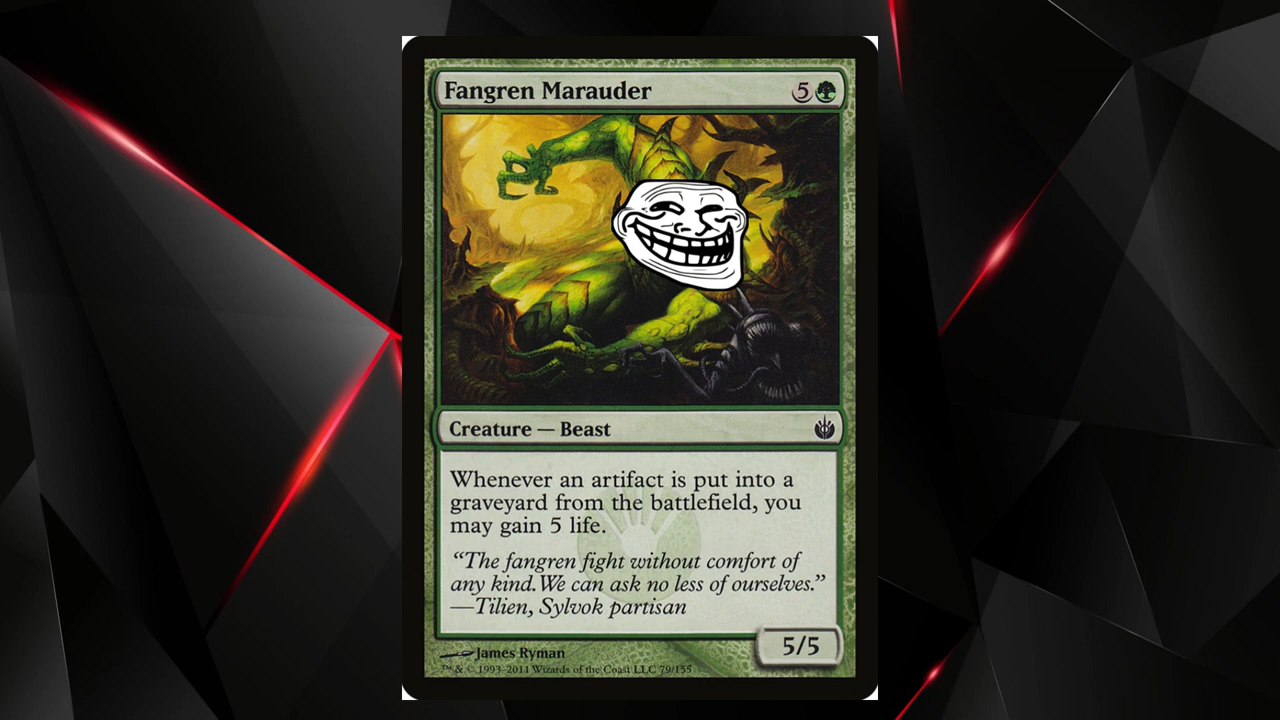 Fangren Marauder 5
Creature — Beast
Whenever an artifact is put into a
graveyard from the battlefield, you
may gain 5 life.
“The fangren fight without comfort of
any kind. We can ask no less of ourselves.”
—Tilien, Sylvok partisan
5/5
James Ryman
™ & © 1993–2011 Wizards of the Coast LLC 79/155